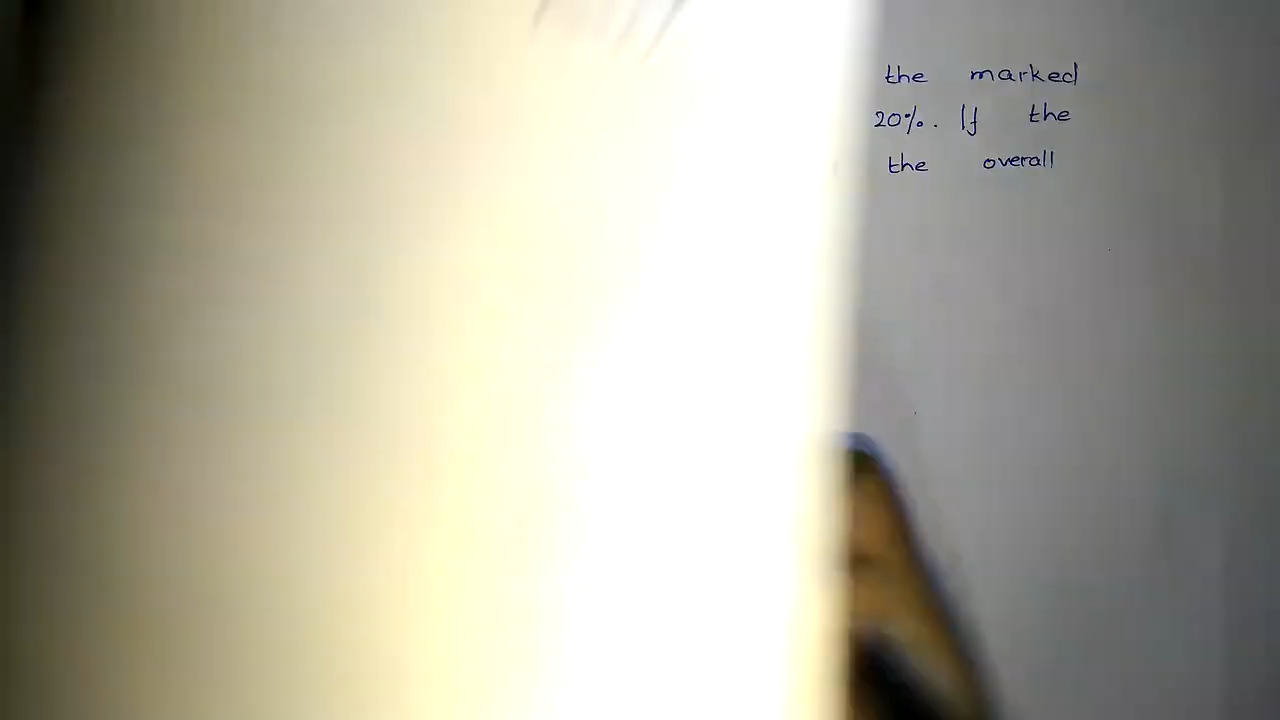 the marked
20%. If the
the overall